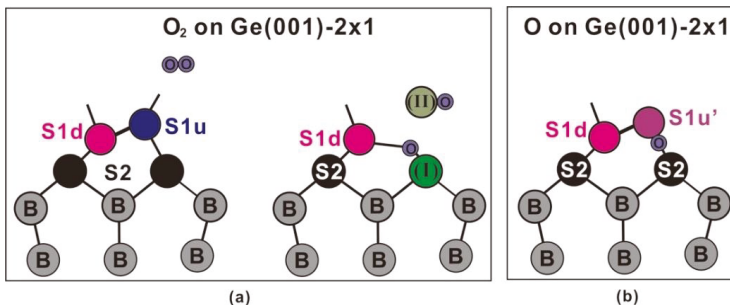 O₂ on Ge(001)-2x1
O on Ge(001)-2x1
O O
S1d
S1u
S2
B
B
B
B
B
B
(II)
O
S1d
O
S2
(I)
B
B
B
B
B
B
S1d
S1u'
O
S2
S2
B
B
B
B
B
B
(a)
(b)